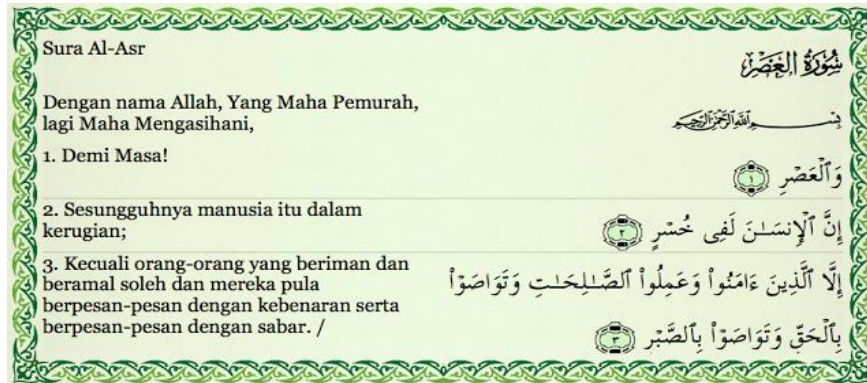 Sura Al-Asr
سُورَةُ العَصْرِ
Dengan nama Allah, Yang Maha Pemurah,
lagi Maha Mengasihani,
بِسْمِ ٱللَّهِ ٱلرَّحْمَٰنِ ٱلرَّحِيمِ
1. Demi Masa!
وَٱلْعَصْرِ ١
2. Sesungguhnya manusia itu dalam
kerugian;
إِنَّ ٱلْإِنسَـٰنَ لَفِى خُسْرٍ ٢
3. Kecuali orang-orang yang beriman dan
beramal soleh dan mereka pula
berpesan-pesan dengan kebenaran serta
berpesan-pesan dengan sabar. /
إِلَّا ٱلَّذِينَ ءَامَنُوا۟ وَعَمِلُوا۟ ٱلصَّـٰلِحَـٰتِ وَتَوَاصَوْا۟
بِٱلْحَقِّ وَتَوَاصَوْا۟ بِٱلصَّبْرِ ٣